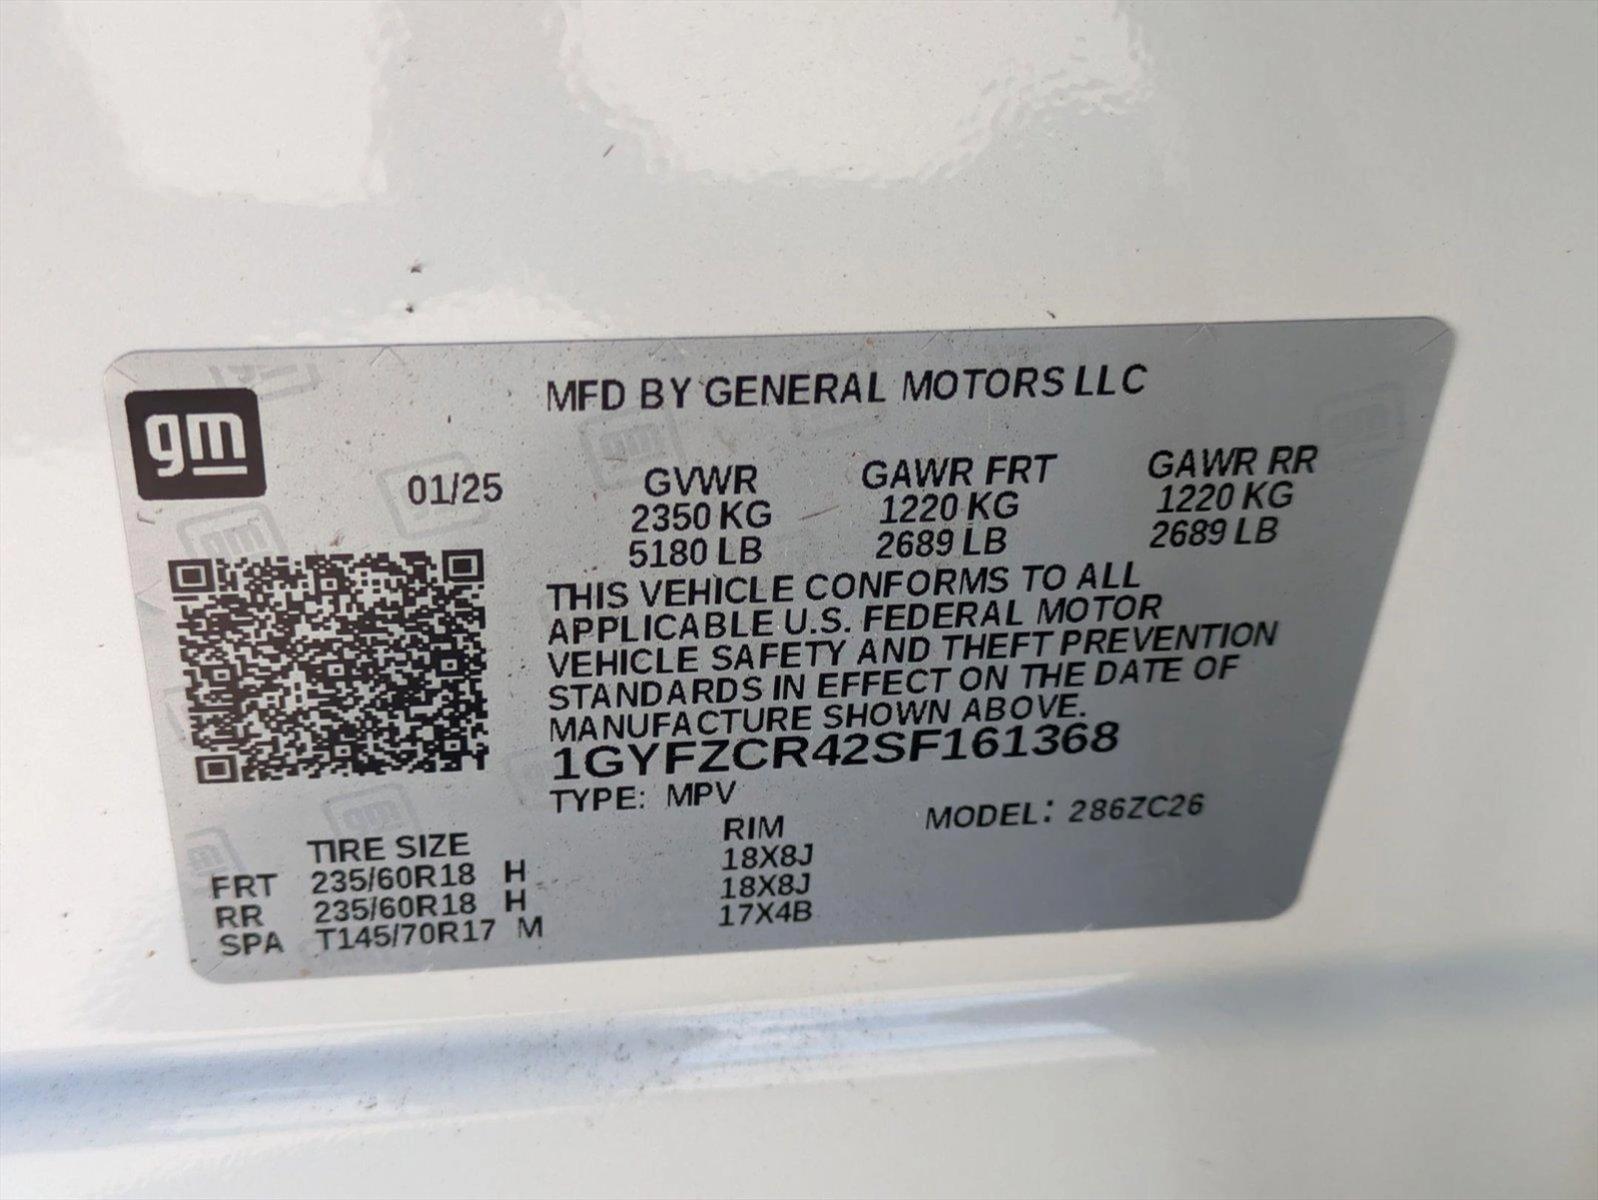 gm
MFD BY GENERAL MOTORS LLC
01/25
GVWR
2350 KG
5180 LB
GAWR FRT
1220 KG
2689 LB
GAWR RR
1220 KG
2689 LB
THIS VEHICLE CONFORMS TO ALL
APPLICABLE U.S. FEDERAL MOTOR
VEHICLE SAFETY AND THEFT PREVENTION
STANDARDS IN EFFECT ON THE DATE OF
MANUFACTURE SHOWN ABOVE.
1GYFZCR42SF161368
TYPE: MPV
MODEL: 286ZC26
TIRE SIZE RIM
FRT 235/60R18 H 18X8J
RR 235/60R18 H 18X8J
SPA T145/70R17 M 17X4B